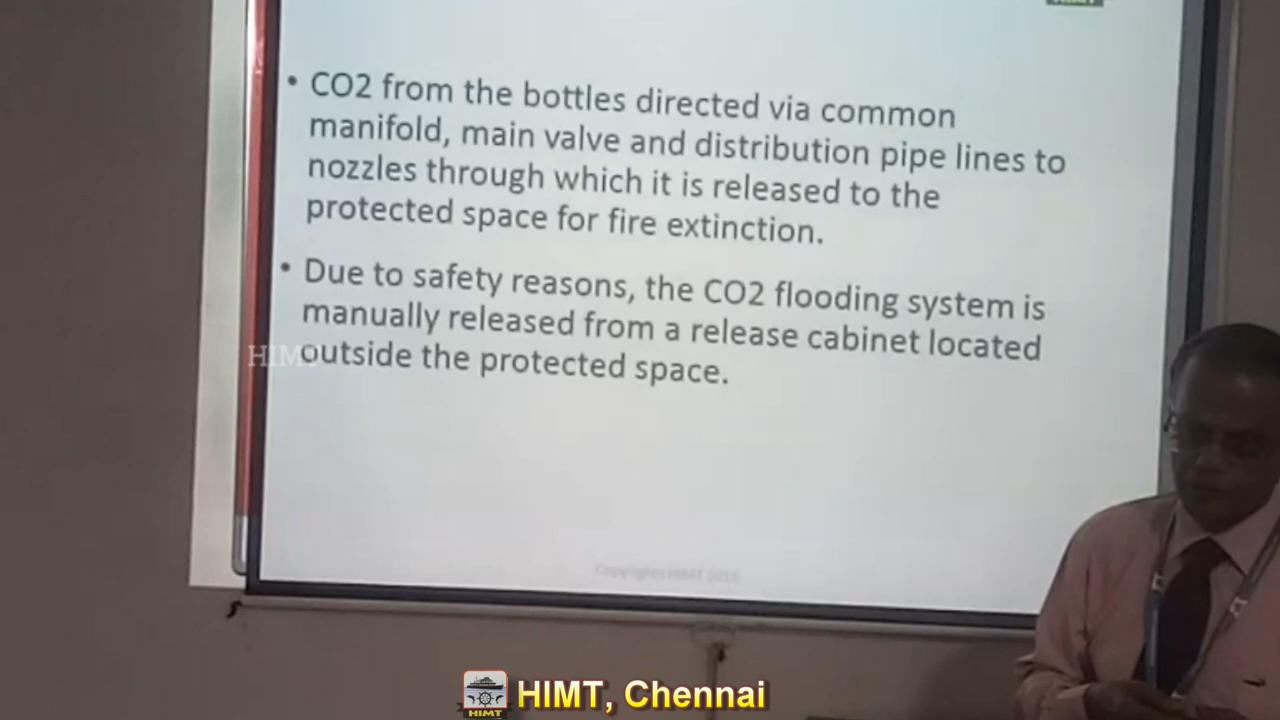 • CO2 from the bottles directed via common
manifold, main valve and distribution pipe lines to
nozzles through which it is released to the
protected space for fire extinction.
• Due to safety reasons, the CO2 flooding system is
manually released from a release cabinet located
outside the protected space.
HIMT
HIMT
HIMT, Chennai